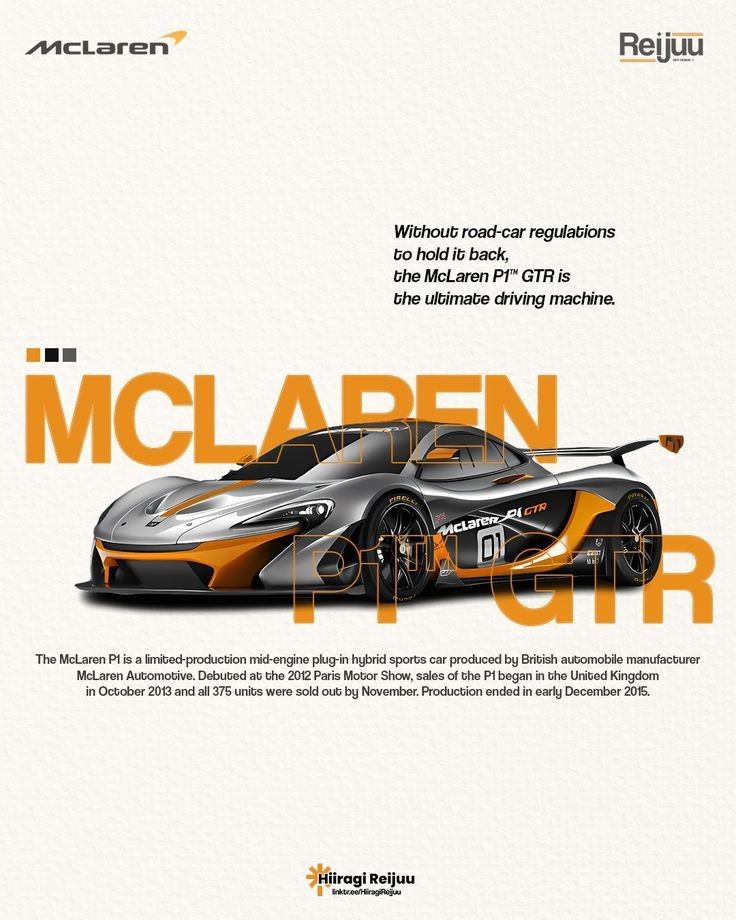 McLaren
Reijuu
Without road-car regulations
to hold it back,
the McLaren P1™ GTR is
the ultimate driving machine.
MCLAREN
PIRELLI
McLaren P1 GTR
01
P1™ GTR
The McLaren P1 is a limited-production mid-engine plug-in hybrid sports car produced by British automobile manufacturer
McLaren Automotive. Debuted at the 2012 Paris Motor Show, sales of the P1 began in the United Kingdom
in October 2013 and all 375 units were sold out by November. Production ended in early December 2015.
Hiiragi Reijuu
linktr.ee/HiiragiReijuu